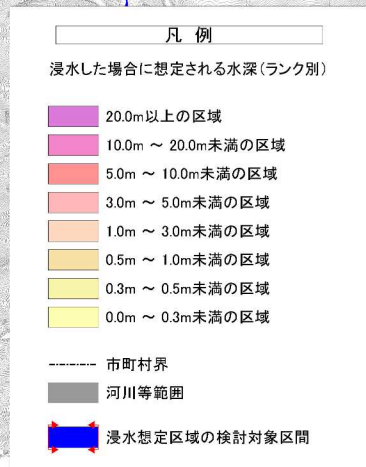 凡 例
浸水した場合に想定される水深(ランク別)
20.0m以上の区域
10.0m ～ 20.0m未満の区域
5.0m ～ 10.0m未満の区域
3.0m ～ 5.0m未満の区域
1.0m ～ 3.0m未満の区域
0.5m ～ 1.0m未満の区域
0.3m ～ 0.5m未満の区域
0.0m ～ 0.3m未満の区域
市町村界
河川等範囲
浸水想定区域の検討対象区間